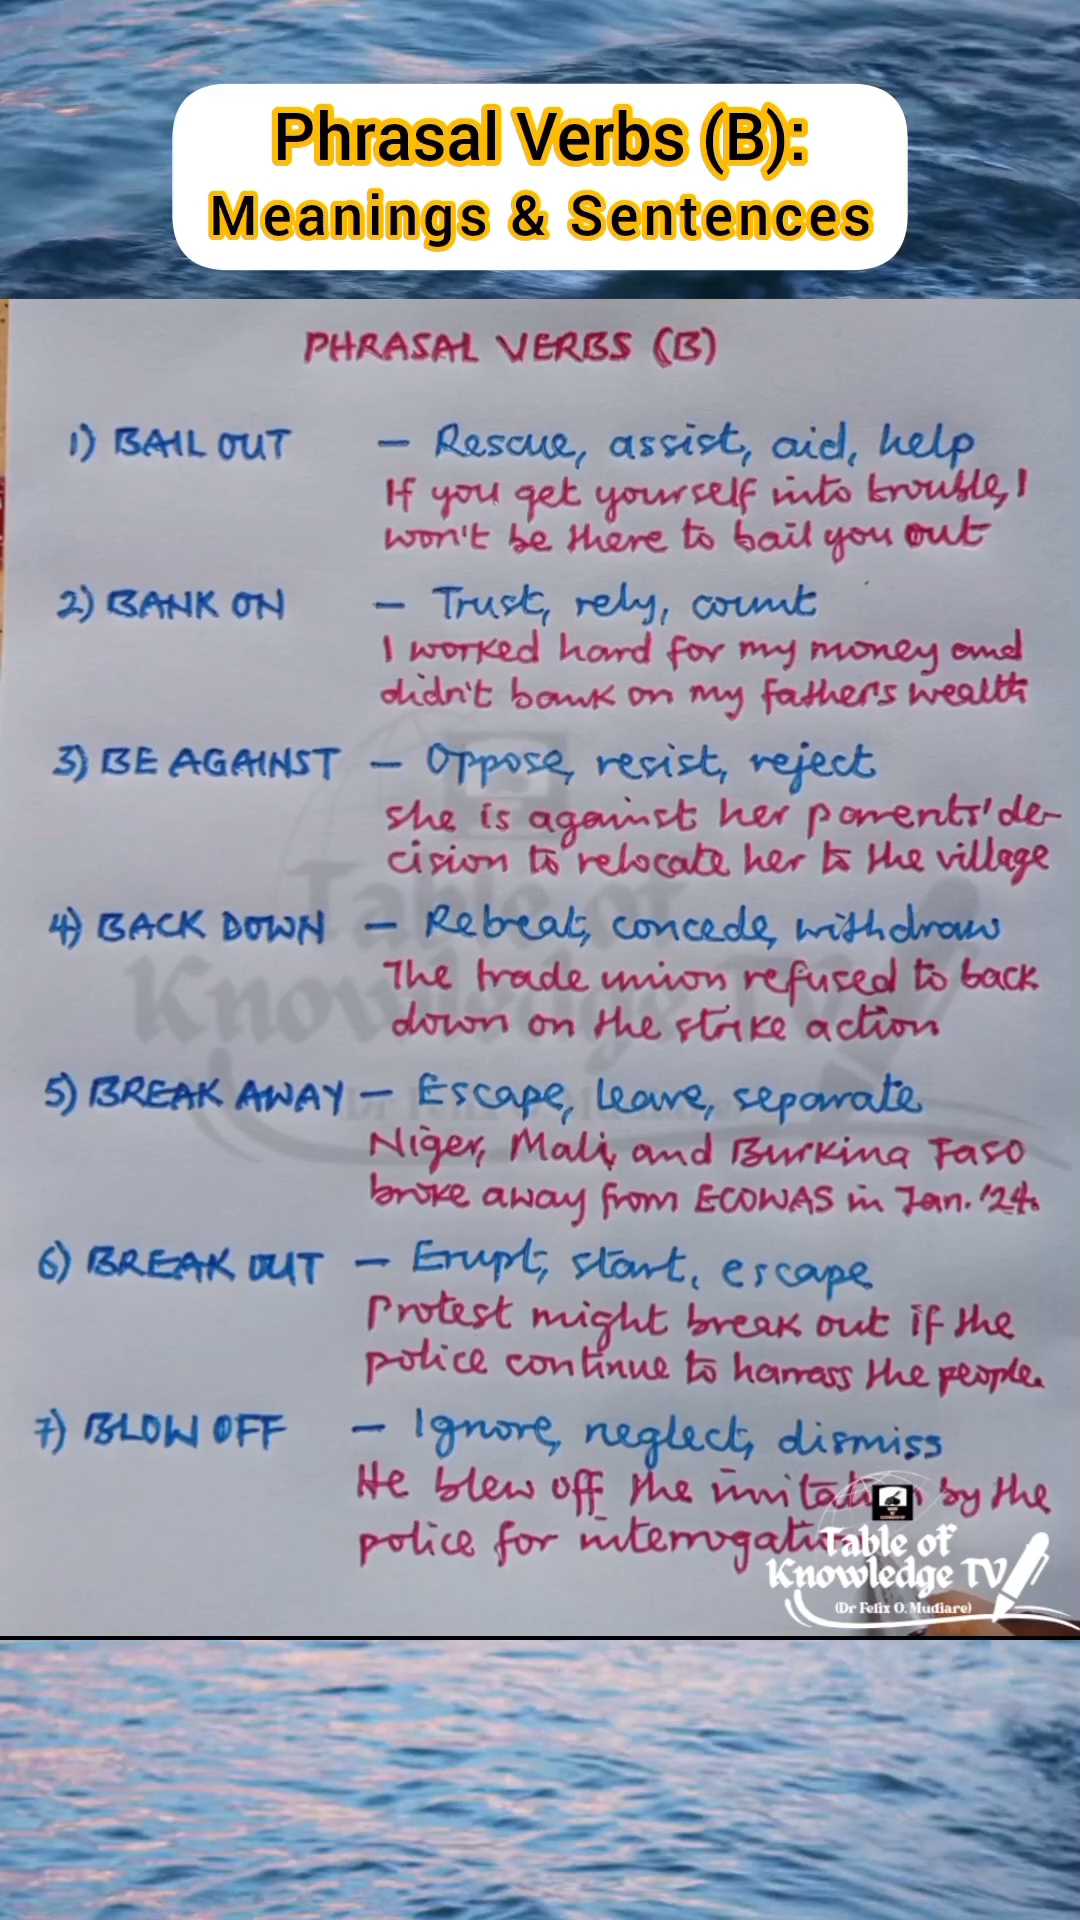 Phrasal Verbs (B):
Meanings & Sentences
PHRASAL VERBS (B)
1) BAIL OUT – Rescue, assist, aid, help
If you get yourself into trouble, I
won't be there to bail you out
2) BANK ON – Trust, rely, count
I worked hard for my money and
didn't bank on my father's wealth
3) BE AGAINST – Oppose, resist, reject
She is against her parents' de-
cision to relocate her to the village
4) BACK DOWN – Retreat, concede, withdraw
The trade union refused to back
down on the strike action
5) BREAK AWAY – Escape, leave, separate
Niger, Mali, and Burkina Faso
broke away from ECOWAS in Jan. '24.
6) BREAK OUT – Erupt, start, escape
Protest might break out if the
police continue to harrass the people.
7) BLOW OFF – Ignore, neglect, dismiss
He blew off the invitation by the
police for interrogation
Table of
Knowledge TV
(Dr Felix O. Mudiare)